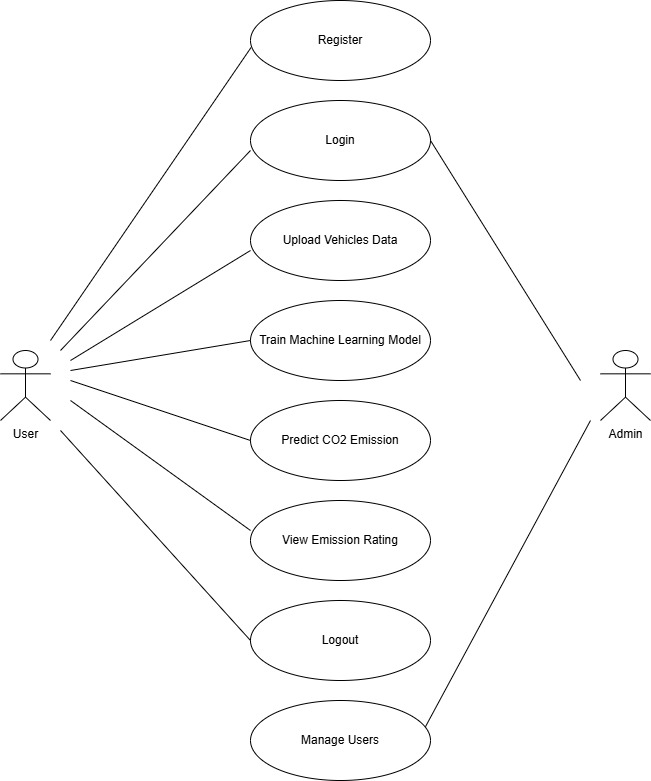 Register
Login
Upload Vehicles Data
Train Machine Learning Model
User
Admin
Predict CO2 Emission
View Emission Rating
Logout
Manage Users